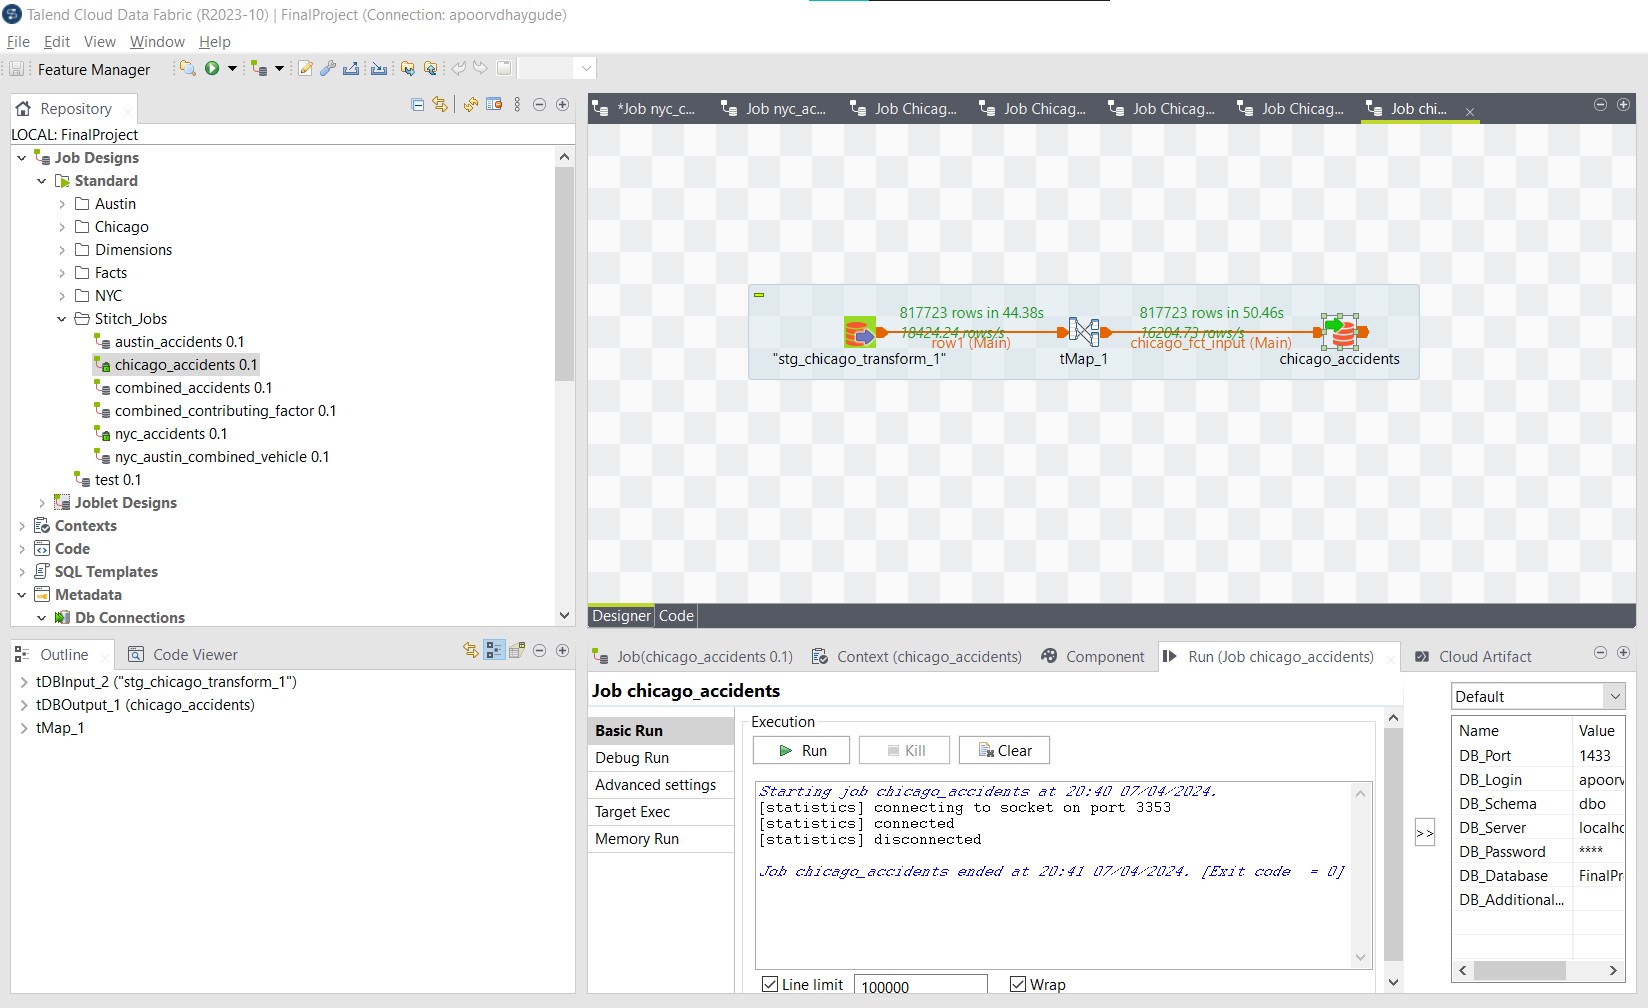 Talend Cloud Data Fabric (R2023-10) | FinalProject (Connection: apoorvdhaygude)
File Edit View Window Help
Feature Manager
Repository
LOCAL: FinalProject
Job Designs
Standard
Austin
Chicago
Dimensions
Facts
NYC
Stitch_Jobs
austin_accidents 0.1
chicago_accidents 0.1
combined_accidents 0.1
combined_contributing_factor 0.1
nyc_accidents 0.1
nyc_austin_combined_vehicle 0.1
test 0.1
Joblet Designs
Contexts
Code
SQL Templates
Metadata
Db Connections
*Job nyc_c... Job nyc_ac... Job Chicag... Job Chicag... Job Chicag... Job Chicag... Job chi...
817723 rows in 44.38s
18424.24 rows/s
row1 (Main)
817723 rows in 50.46s
16204.73 rows/s
chicago_fct_input (Main)
"stg_chicago_transform_1" tMap_1 chicago_accidents
Designer Code
Outline Code Viewer
tDBInput_2 ("stg_chicago_transform_1")
tDBOutput_1 (chicago_accidents)
tMap_1
Job(chicago_accidents 0.1) Context (chicago_accidents) Component Run (Job chicago_accidents) Cloud Artifact
Job chicago_accidents
Basic Run
Debug Run
Advanced settings
Target Exec
Memory Run
Execution
Run Kill Clear
Starting job chicago_accidents at 20:40 07/04/2024.
[statistics] connecting to socket on port 3353
[statistics] connected
[statistics] disconnected
Job chicago_accidents ended at 20:41 07/04/2024. [Exit code  = 0]
Line limit 100000 Wrap
>>
Default
Name Value
DB_Port 1433
DB_Login apoorv
DB_Schema dbo
DB_Server localho
DB_Password ****
DB_Database FinalPr
DB_Additional...